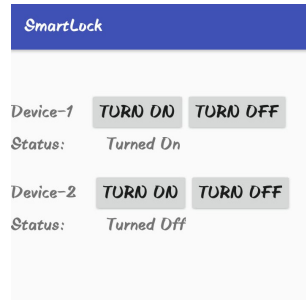 SmartLock
Device-1 TURN ON TURN OFF
Status: Turned On
Device-2 TURN ON TURN OFF
Status: Turned Off